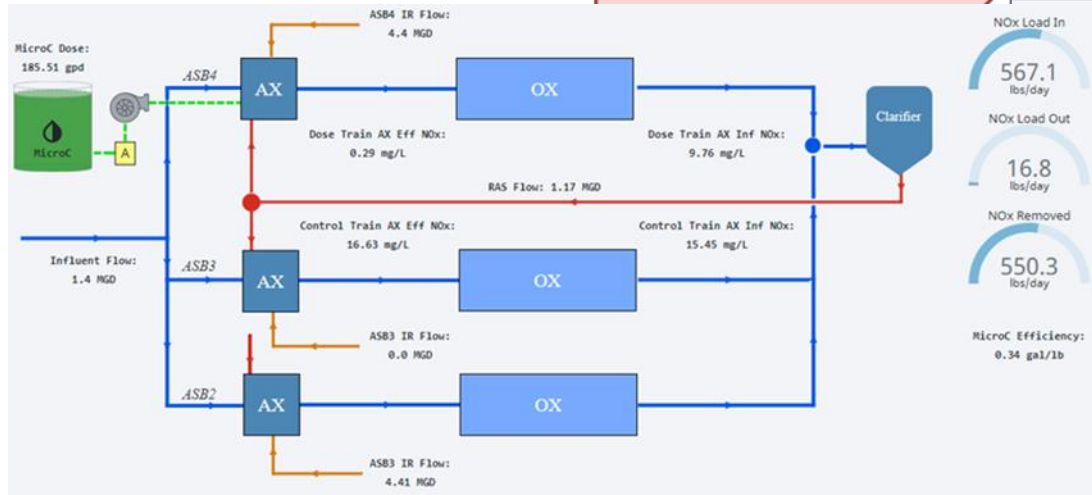 ASB4 IR Flow:
4.4 MGD
NOx Load In
567.1
lbs/day
MicroC Dose:
185.51 gpd
ASB4
AX
OX
Clarifier
MicroC
A
Dose Train AX Eff NOx:
0.29 mg/L
Dose Train AX Inf NOx:
9.76 mg/L
NOx Load Out
16.8
lbs/day
RAS Flow: 1.17 MGD
Control Train AX Eff NOx:
16.63 mg/L
Control Train AX Inf NOx:
15.45 mg/L
NOx Removed
550.3
lbs/day
Influent Flow:
1.4 MGD
ASB3
AX
OX
ASB3 IR Flow:
0.0 MGD
MicroC Efficiency:
0.34 gal/lb
ASB2
AX
OX
ASB3 IR Flow:
4.41 MGD